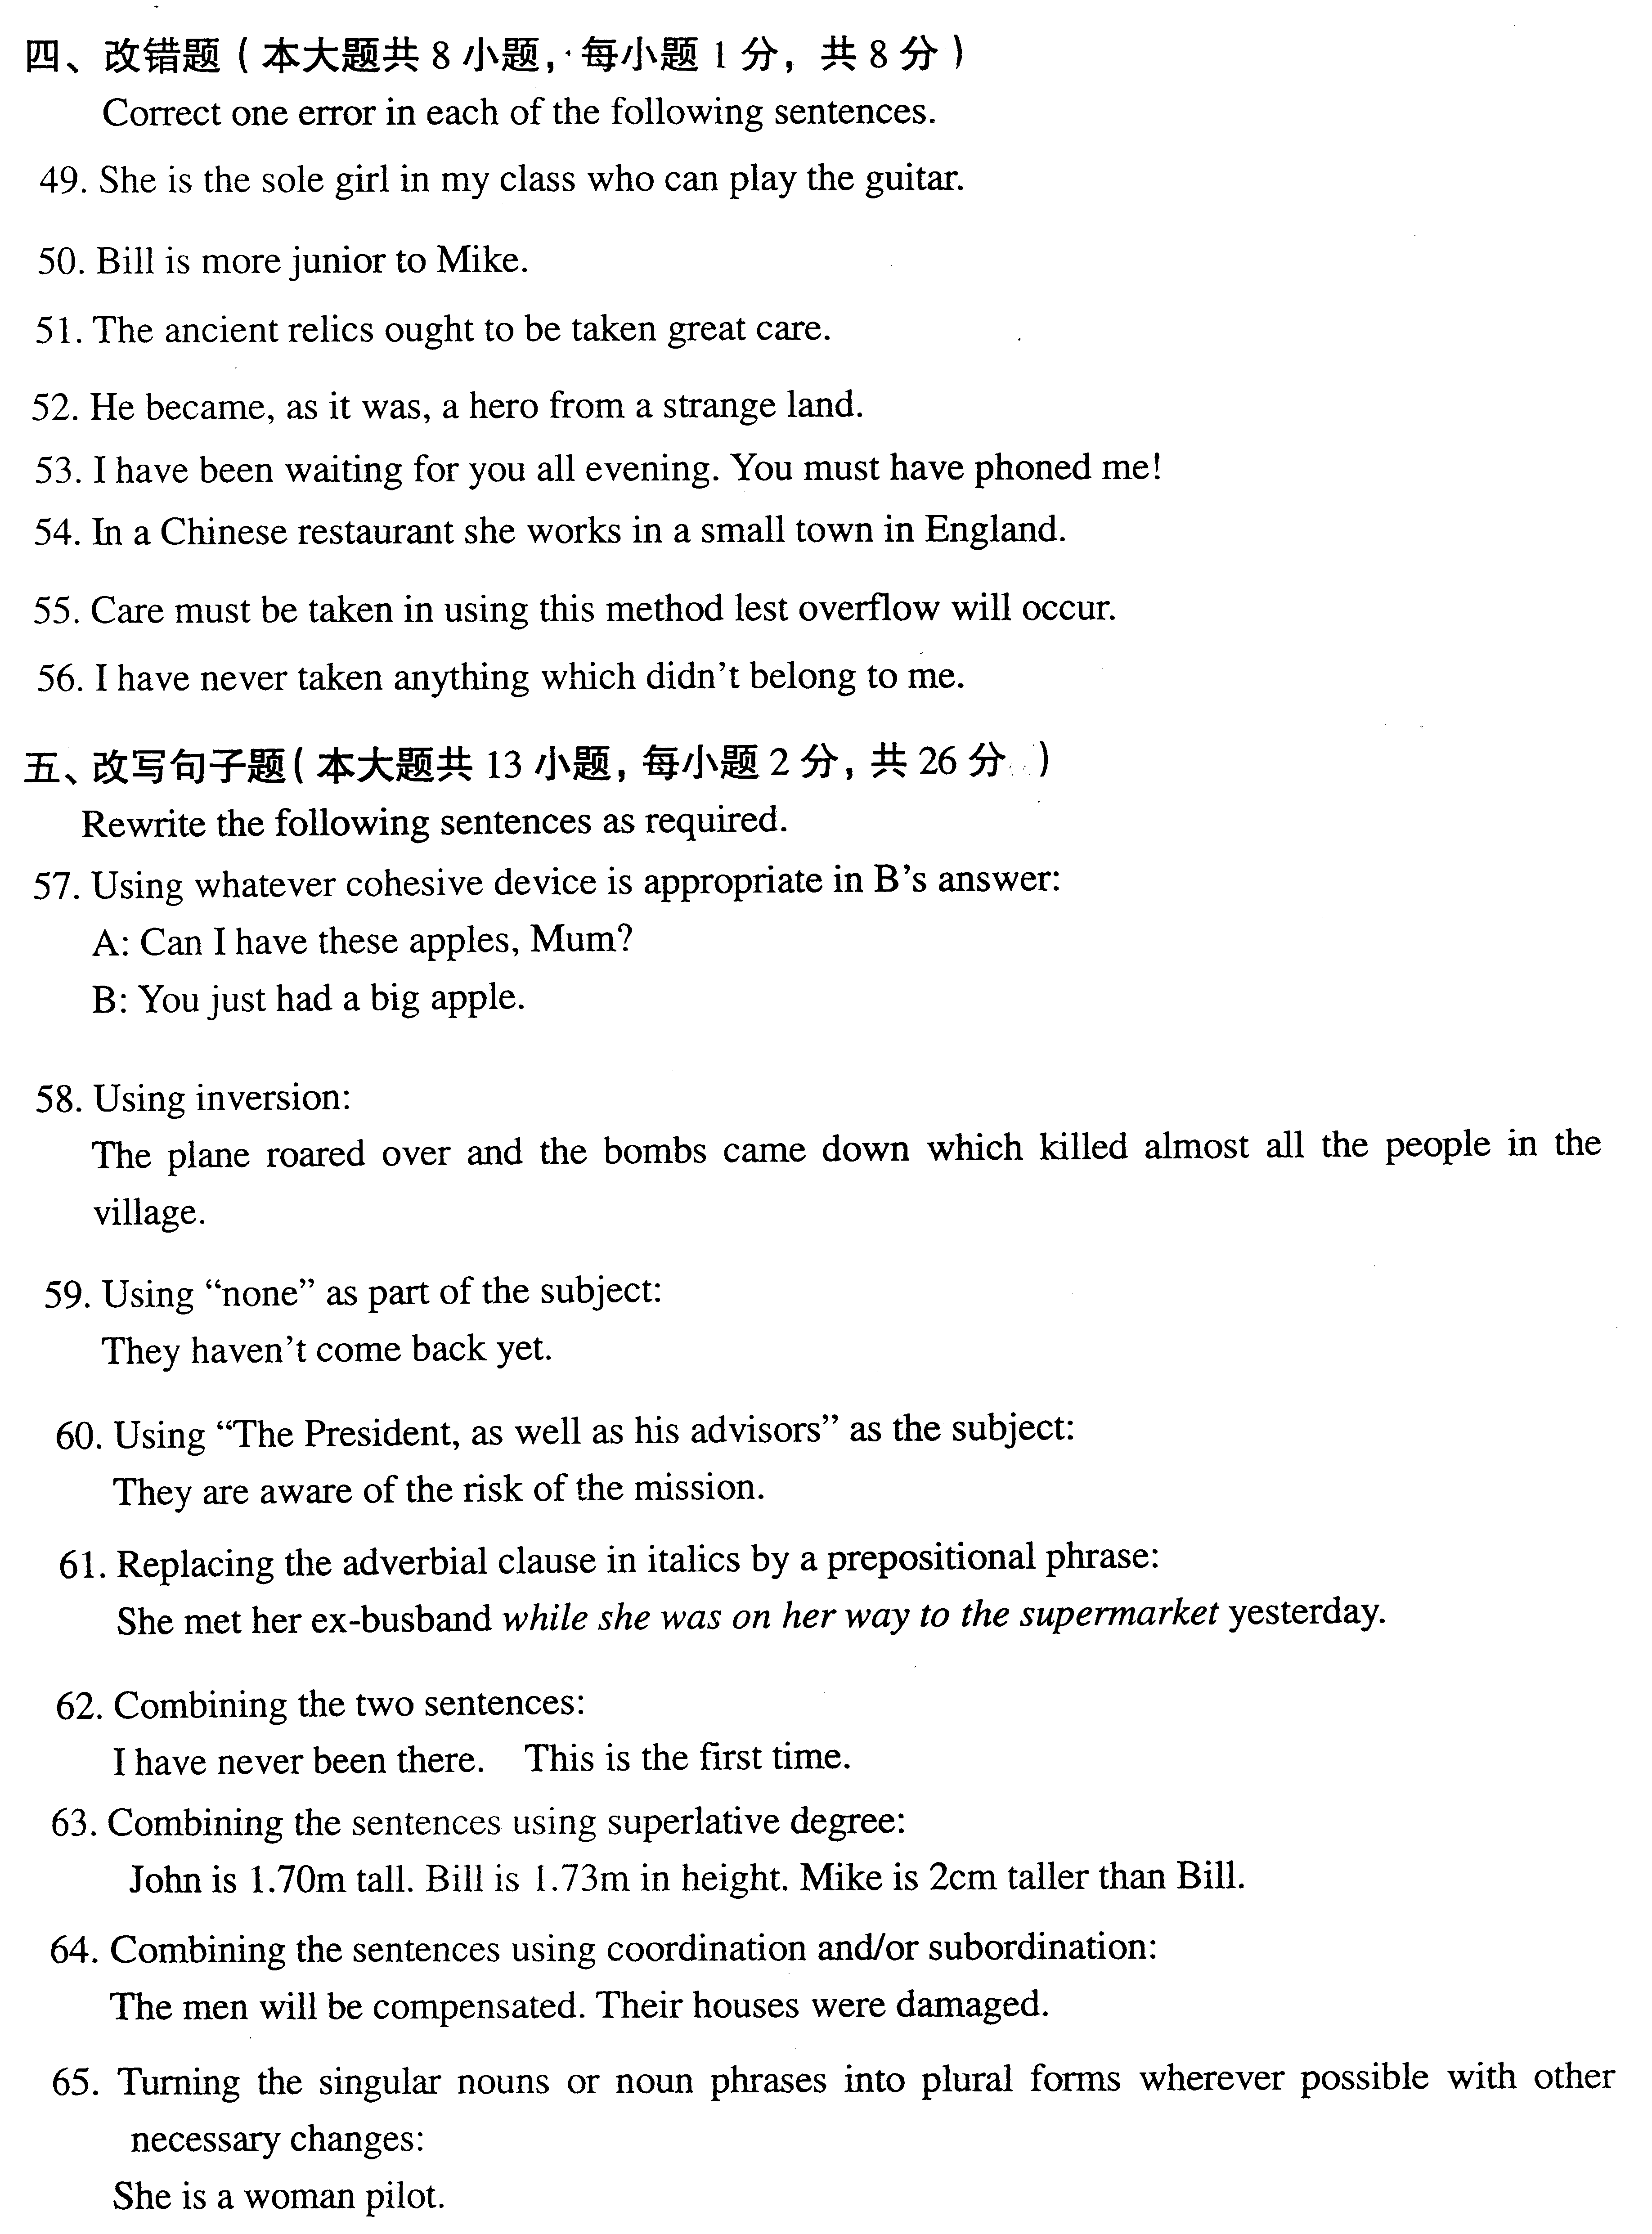 四、改错题(本大题共 8 小题,每小题 1 分,共 8 分)
Correct one error in each of the following sentences.
49. She is the sole girl in my class who can play the guitar.
50. Bill is more junior to Mike.
51. The ancient relics ought to be taken great care.
52. He became, as it was, a hero from a strange land.
53. I have been waiting for you all evening. You must have phoned me!
54. In a Chinese restaurant she works in a small town in England.
55. Care must be taken in using this method lest overflow will occur.
56. I have never taken anything which didn't belong to me.
五、改写句子题(本大题共 13 小题,每小题 2 分,共 26 分)
Rewrite the following sentences as required.
57. Using whatever cohesive device is appropriate in B's answer:
A: Can I have these apples, Mum?
B: You just had a big apple.
58. Using inversion:
The plane roared over and the bombs came down which killed almost all the people in the
village.
59. Using “none” as part of the subject:
They haven't come back yet.
60. Using “The President, as well as his advisors” as the subject:
They are aware of the risk of the mission.
61. Replacing the adverbial clause in italics by a prepositional phrase:
She met her ex-busband while she was on her way to the supermarket yesterday.
62. Combining the two sentences:
I have never been there. This is the first time.
63. Combining the sentences using superlative degree:
John is 1.70m tall. Bill is 1.73m in height. Mike is 2cm taller than Bill.
64. Combining the sentences using coordination and/or subordination:
The men will be compensated. Their houses were damaged.
65. Turning the singular nouns or noun phrases into plural forms wherever possible with other
necessary changes:
She is a woman pilot.